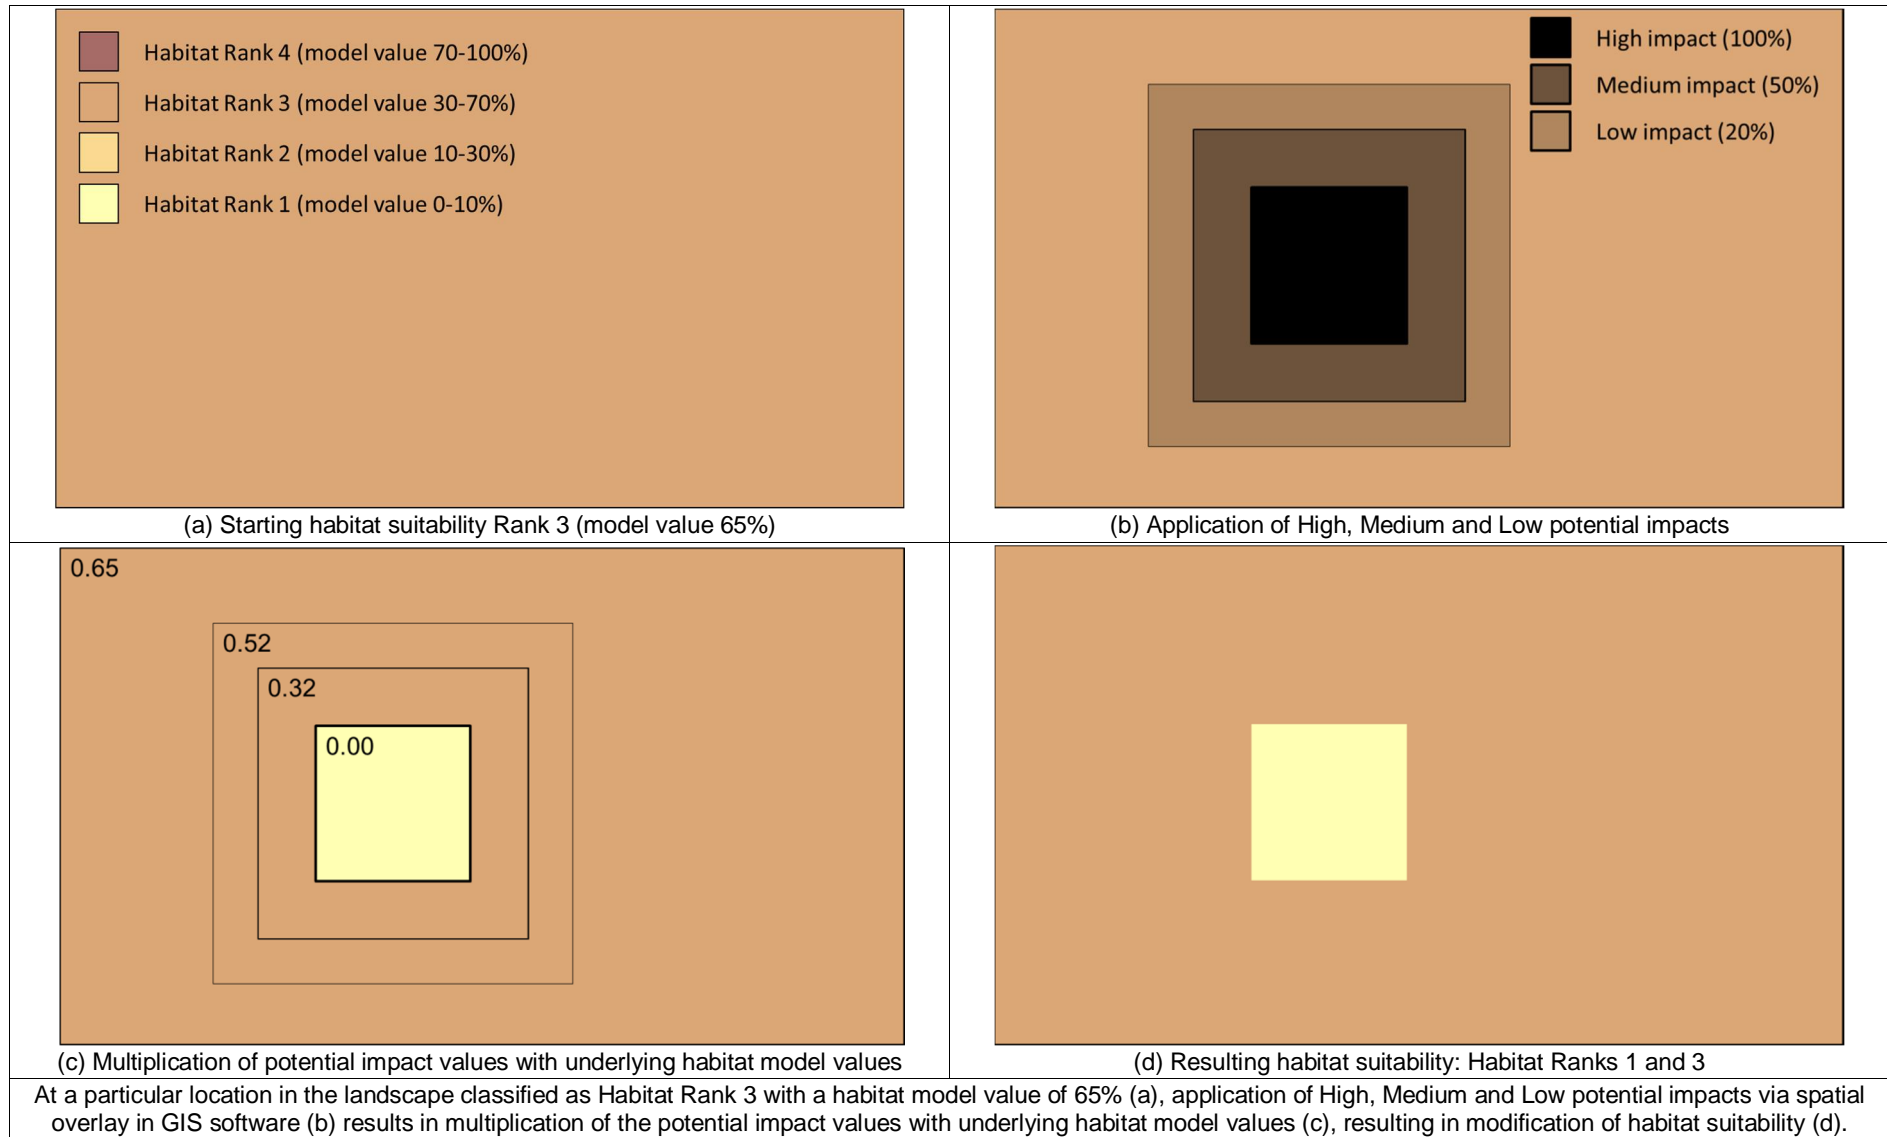 Habitat Rank 4 (model value 70-100%)
Habitat Rank 3 (model value 30-70%)
Habitat Rank 2 (model value 10-30%)
Habitat Rank 1 (model value 0-10%)
(a) Starting habitat suitability Rank 3 (model value 65%)
High impact (100%)
Medium impact (50%)
Low impact (20%)
(b) Application of High, Medium and Low potential impacts
0.65
0.52
0.32
0.00
(c) Multiplication of potential impact values with underlying habitat model values
(d) Resulting habitat suitability: Habitat Ranks 1 and 3
At a particular location in the landscape classified as Habitat Rank 3 with a habitat model value of 65% (a), application of High, Medium and Low potential impacts via spatial
overlay in GIS software (b) results in multiplication of the potential impact values with underlying habitat model values (c), resulting in modification of habitat suitability (d).